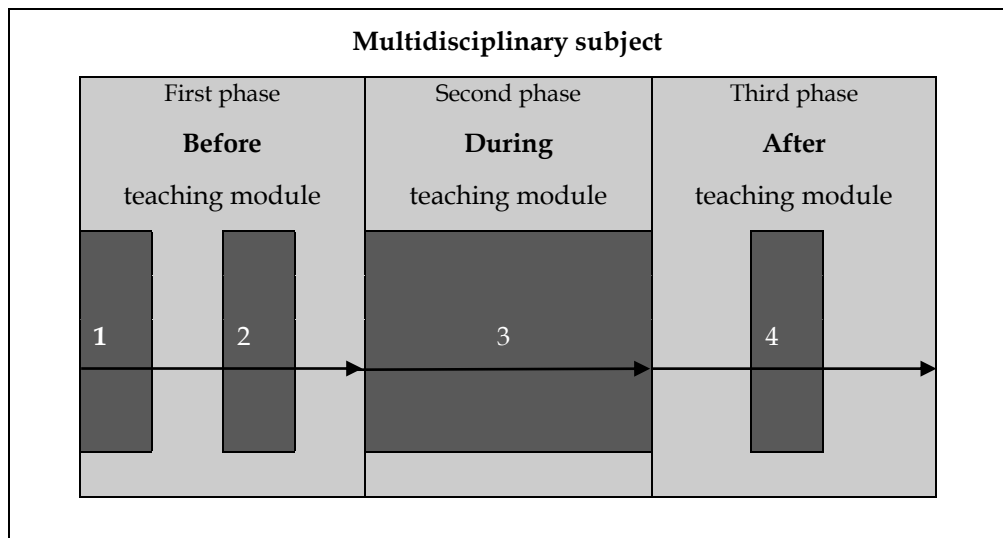 Multidisciplinary subject
First phase
Before
teaching module
Second phase
During
teaching module
Third phase
After
teaching module
1
2
3
4